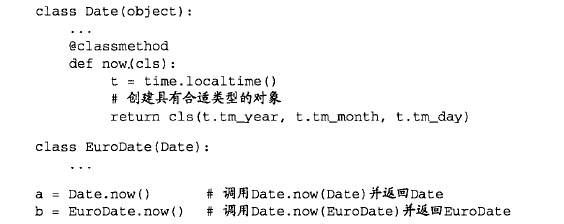 class Date(object):
    ...
    @classmethod
    def now(cls):
        t = time.localtime()
        # 创建具有合适类型的对象
        return cls(t.tm_year, t.tm_month, t.tm_day)
class EuroDate(Date):
    ...
a = Date.now()       # 调用Date.now(Date)并返回Date
b = EuroDate.now()   # 调用Date.now(EuroDate)并返回EuroDate